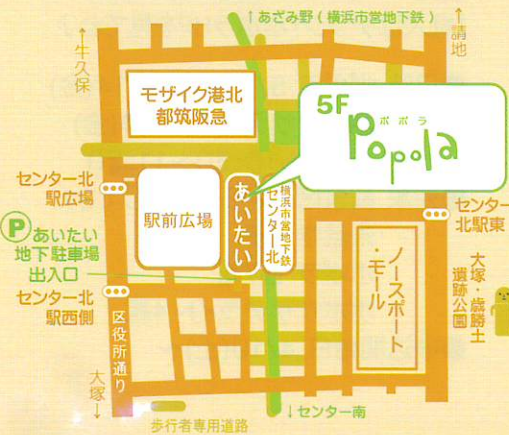 ↑あざみ野(横浜市営地下鉄)
↑牛久保
↑請地
モザイク港北
都筑阪急
5F
ポポラ
Popola
センター北
駅広場
駅前広場
あいたい
横浜市営地下鉄
センター北
センター
北駅東
P
あいたい
地下駐車場
出入口
センター北
駅西側
ノースポート
・モール
大塚・歳勝土
遺跡公園
区役所通り
大塚↓
↓センター南
歩行者専用道路